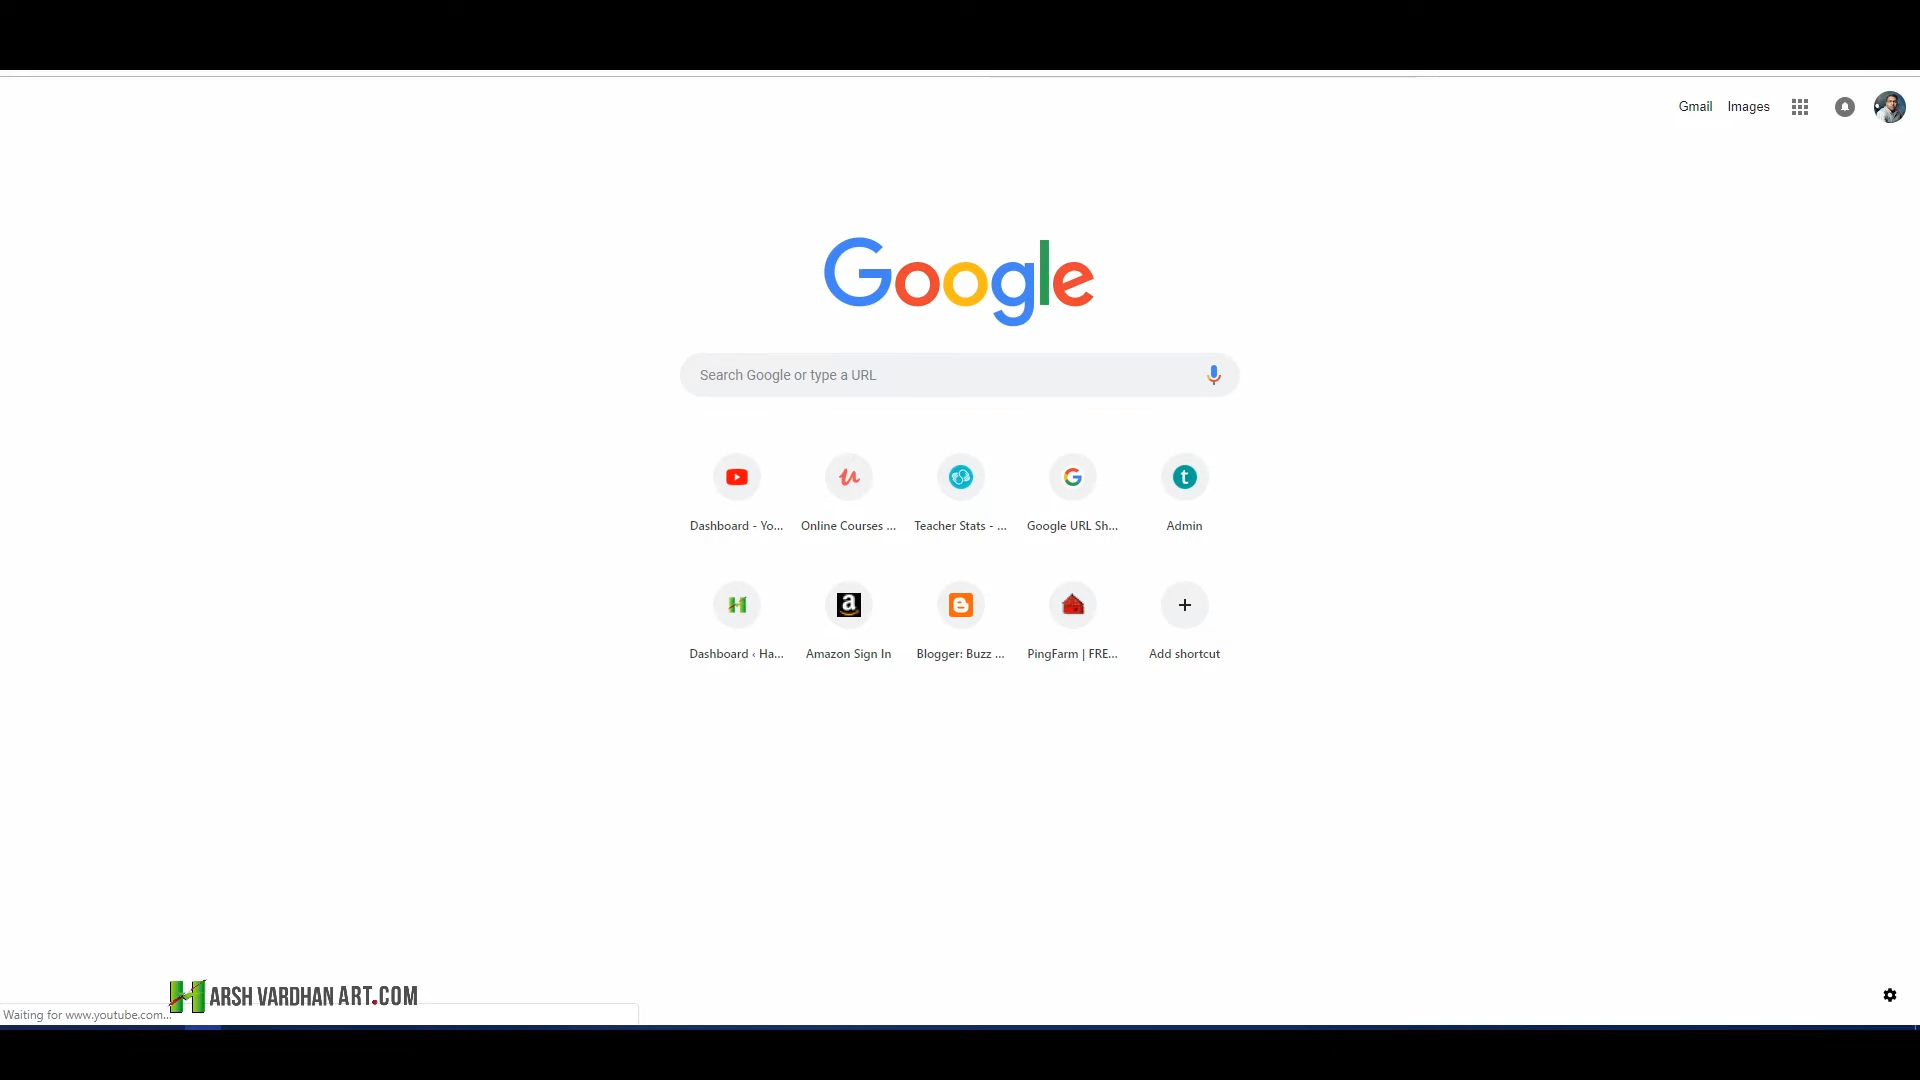 Gmail Images
Google
Search Google or type a URL
Dashboard - Yo... Online Courses ... Teacher Stats - ... Google URL Sh... Admin
Dashboard ‹ Ha... Amazon Sign In Blogger: Buzz ... PingFarm | FRE... Add shortcut
HARSH VARDHAN ART.COM
Waiting for www.youtube.com...